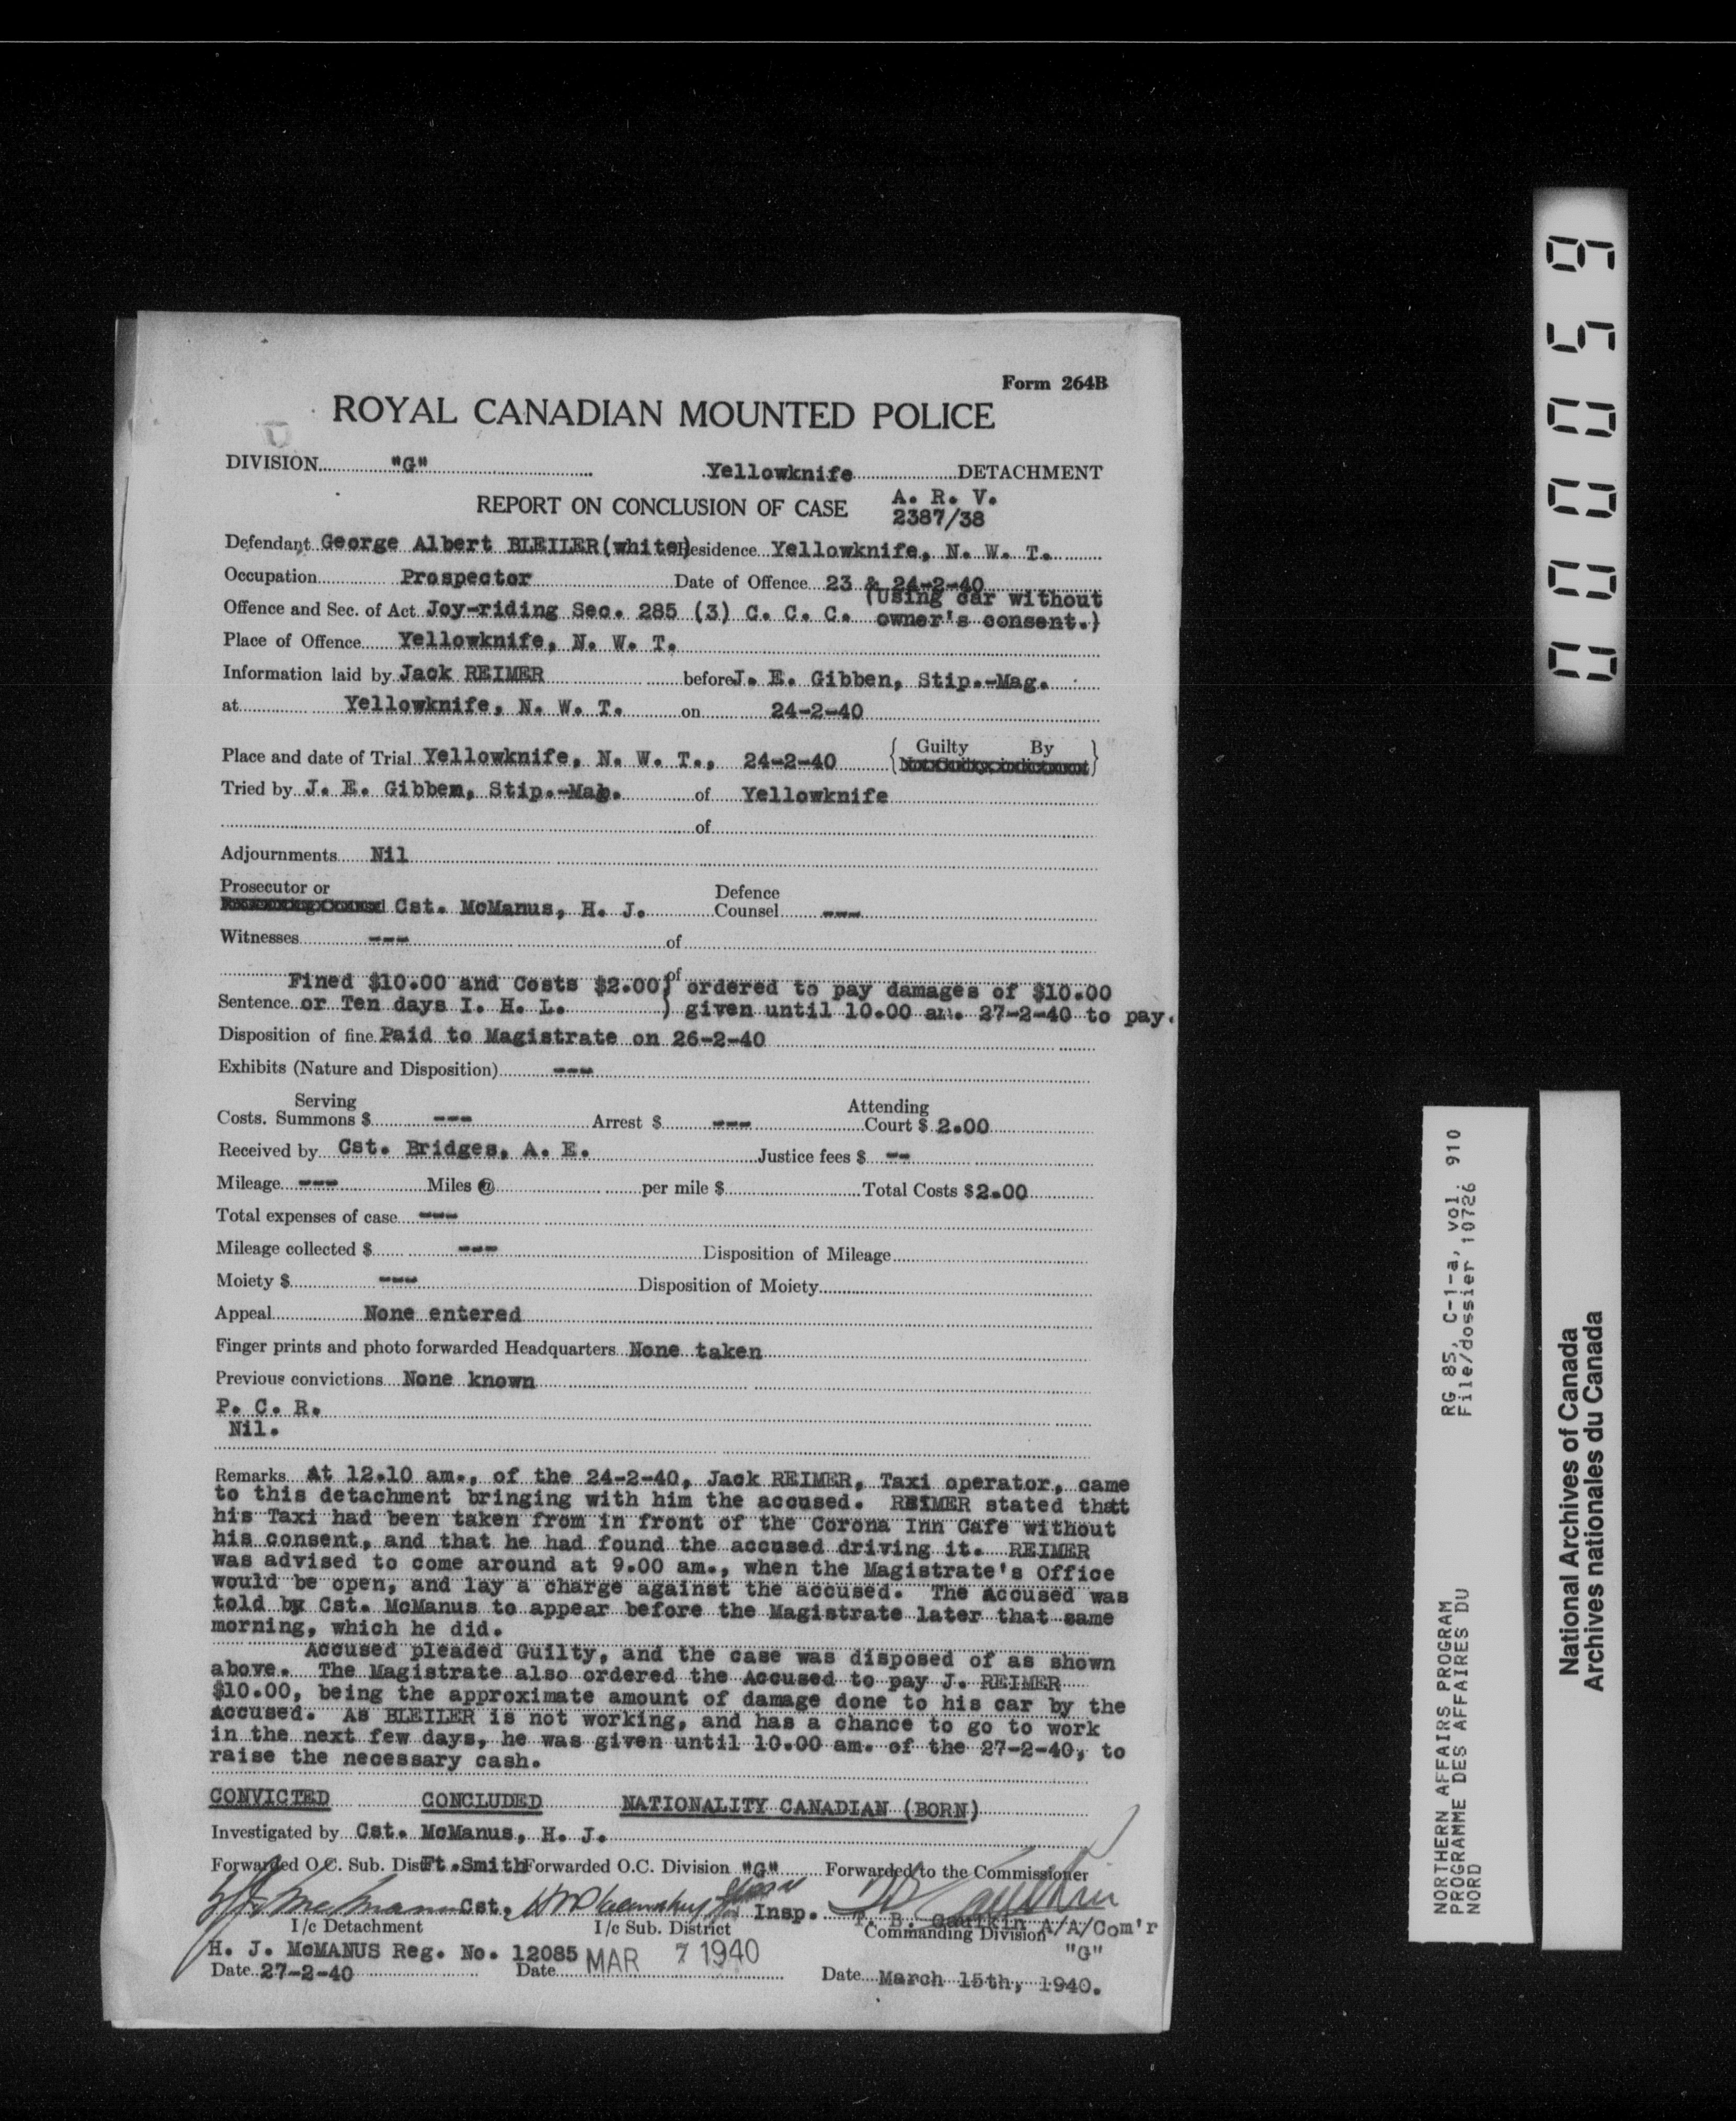 Form 264B
ROYAL CANADIAN MOUNTED POLICE
DIVISION "G" Yellowknife DETACHMENT
REPORT ON CONCLUSION OF CASE A. R. V.
2387/38
Defendant George Albert BLEILER(white) Residence Yellowknife, N. W. T.
Occupation Prospector Date of Offence 23 & 24-2-40
Offence and Sec. of Act Joy-riding Sec. 285 (3) C. C. C. (Using car without
owner's consent.)
Place of Offence Yellowknife, N. W. T.
Information laid by Jack REIMER before J. E. Gibben, Stip.-Mag.
at Yellowknife, N. W. T. on 24-2-40
Place and date of Trial Yellowknife, N. W. T., 24-2-40 { Guilty By }
Tried by J. E. Gibben, Stip.-Mag. of Yellowknife
of
Adjournments Nil
Prosecutor or Defence
Cst. McManus, H. J. Counsel ---
Witnesses --- of
of
Fined $10.00 and Costs $2.00) ordered to pay damages of $10.00
Sentence or Ten days I. H. L. ) given until 10.00 am. 27-2-40 to pay.
Disposition of fine Paid to Magistrate on 26-2-40
Exhibits (Nature and Disposition) ---
Serving Attending
Costs. Summons $ --- Arrest $ --- Court $ 2.00
Received by Cst. Bridges, A. E. Justice fees $ --
Mileage --- Miles @ per mile $ Total Costs $ 2.00
Total expenses of case ---
Mileage collected $ --- Disposition of Mileage
Moiety $ --- Disposition of Moiety
Appeal None entered
Finger prints and photo forwarded Headquarters None taken
Previous convictions None known
P. C. R.
Nil.
Remarks At 12.10 am., of the 24-2-40, Jack REIMER, Taxi operator, came
to this detachment bringing with him the accused. REIMER stated that
his Taxi had been taken from in front of the Corona Inn Cafe without
his consent, and that he had found the accused driving it. REIMER
was advised to come around at 9.00 am., when the Magistrate's Office
would be open, and lay a charge against the accused. The Accused was
told by Cst. McManus to appear before the Magistrate later that same
morning, which he did.
Accused pleaded Guilty, and the case was disposed of as shown
above. The Magistrate also ordered the Accused to pay J. REIMER
$10.00, being the approximate amount of damage done to his car by the
Accused. As BLEILER is not working, and has a chance to go to work
in the next few days, he was given until 10.00 am. of the 27-2-40, to
raise the necessary cash.
CONVICTED CONCLUDED NATIONALITY CANADIAN (BORN)
Investigated by Cst. McManus, H. J.
Forwarded O.C. Sub. Dist. Ft.Smith Forwarded O.C. Division "G" Forwarded to the Commissioner
H J McManus Cst. Insp. T. B. Caulkin A/A/Com'r
I/c Detachment I/c Sub. District Commanding Division "G"
H. J. McMANUS Reg. No. 12085
Date 27-2-40 Date MAR 7 1940 Date March 15th, 1940.
000059
RG 85, C-1-a, vol. 910
File/dossier 10726
NORTHERN AFFAIRS PROGRAM
PROGRAMME DES AFFAIRES DU
NORD
National Archives of Canada
Archives nationales du Canada